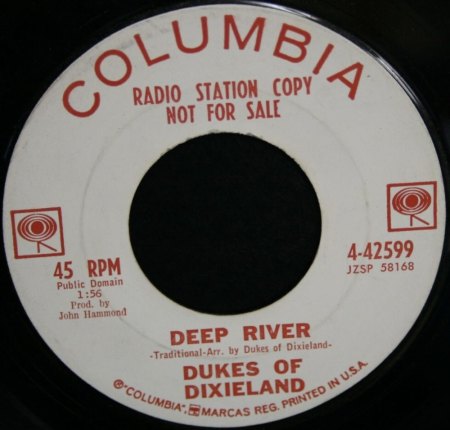 COLUMBIA
RADIO STATION COPY
NOT FOR SALE
45 RPM
Public Domain
1:56
Prod. by
John Hammond
4-42599
JZSP 58168
DEEP RIVER
-Traditional-Arr. by Dukes of Dixieland-
DUKES OF
DIXIELAND
® "COLUMBIA", MARCAS REG. PRINTED IN U.S.A.